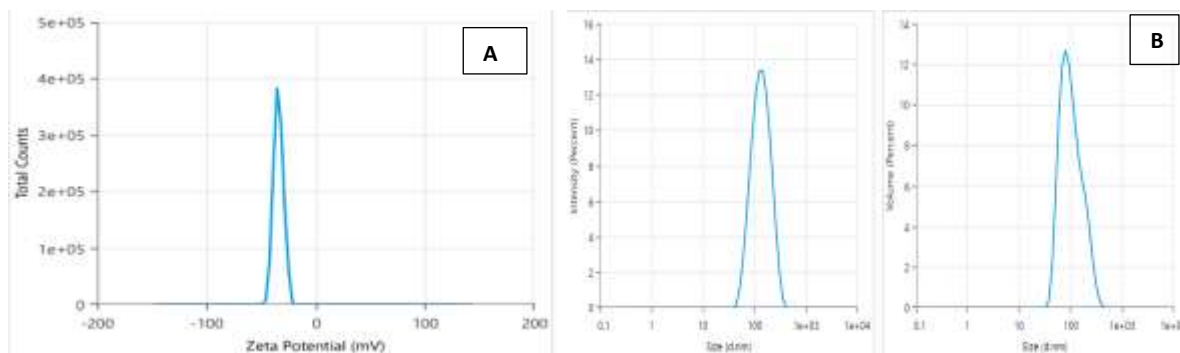 A
5e+05
4e+05
3e+05
2e+05
1e+05
0
Total Counts
-200 -100 0 100 200
Zeta Potential (mV)
16
14
12
10
8
6
4
2
0
Intensity (Percent)
0.1 1 10 100 1e+03 1e+04
Size (d.nm)
B
14
12
10
8
6
4
2
0
Volume (Percent)
0.1 1 10 100 1e+03
Size (d.nm)